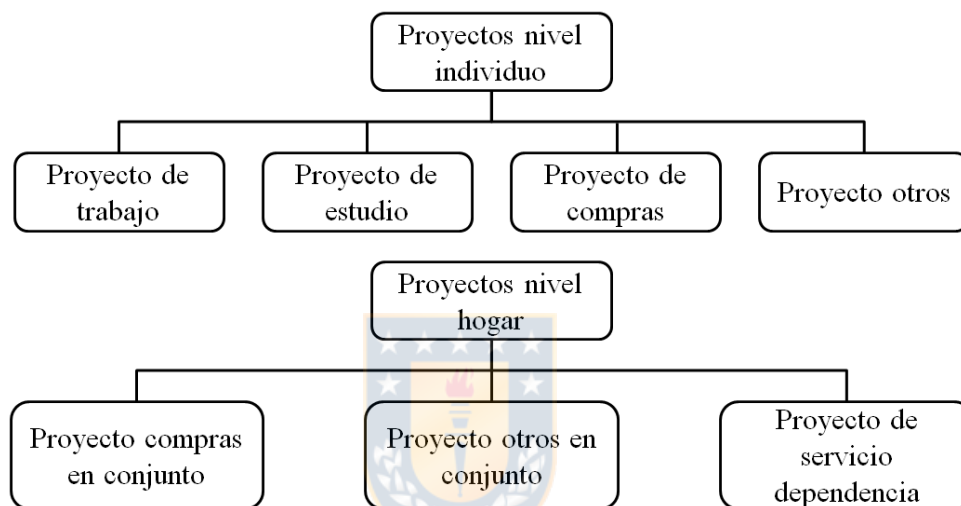 Proyectos nivel
individuo
Proyecto de
trabajo
Proyecto de
estudio
Proyecto de
compras
Proyecto otros
Proyectos nivel
hogar
Proyecto compras
en conjunto
Proyecto otros en
conjunto
Proyecto de
servicio
dependencia